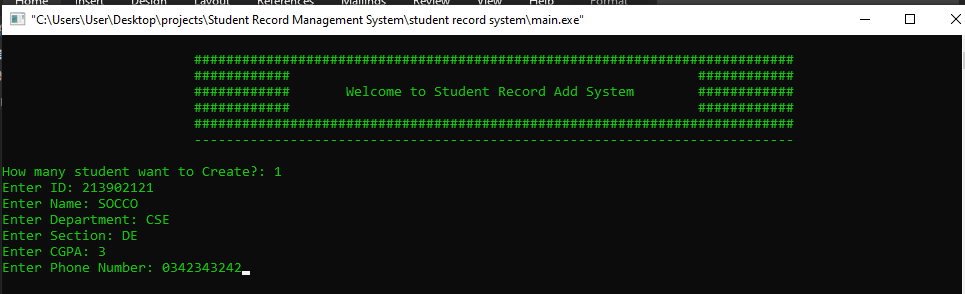 Home Insert Design Layout References Mailings Review View Help Format
"C:\Users\User\Desktop\projects\Student Record Management System\student record system\main.exe"
###########################################################################
############ ############
############ Welcome to Student Record Add System ############
############ ############
###########################################################################
---------------------------------------------------------------------------
How many student want to Create?: 1
Enter ID: 213902121
Enter Name: SOCCO
Enter Department: CSE
Enter Section: DE
Enter CGPA: 3
Enter Phone Number: 0342343242